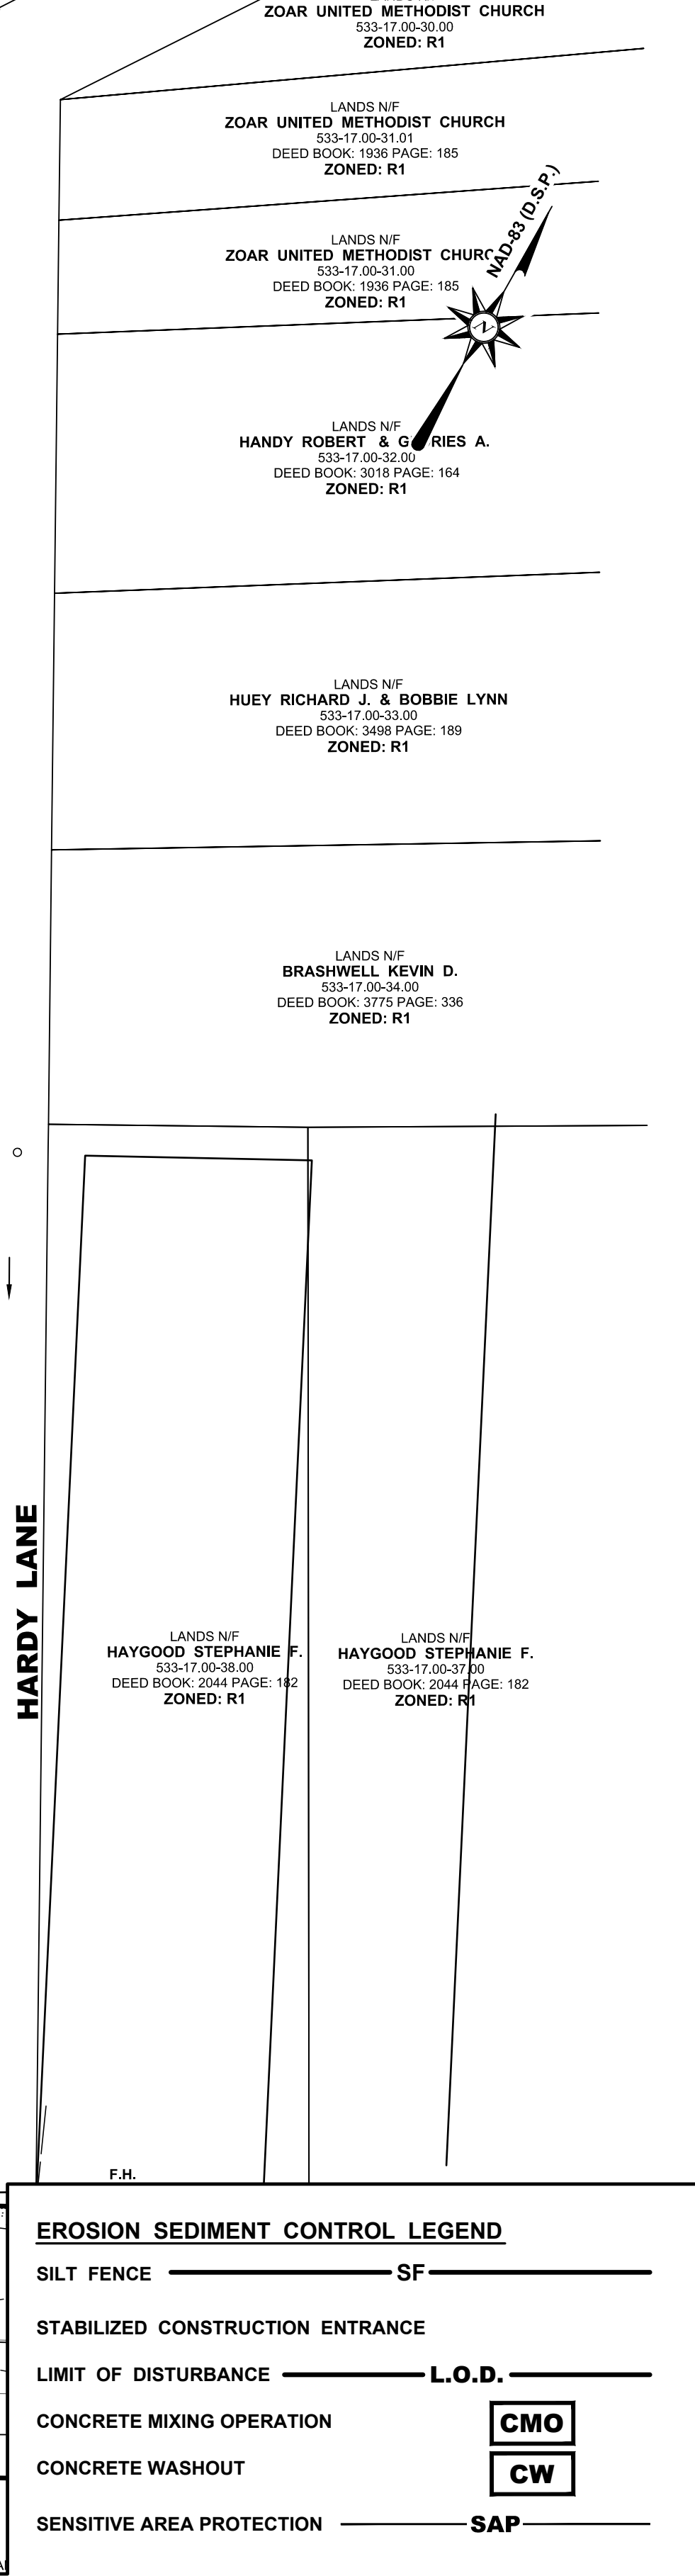 ZOAR UNITED METHODIST CHURCH
533-17.00-30.00
ZONED: R1
LANDS N/F
ZOAR UNITED METHODIST CHURCH
533-17.00-31.01
DEED BOOK: 1936 PAGE: 185
ZONED: R1
NAD-83 (D.S.P.)
LANDS N/F
ZOAR UNITED METHODIST
533-17.00-31.00
DEED BOOK: 1936 PAGE: 185
ZONED: R1
N
LANDS N/F
HANDY ROBERT & A.
533-17.00-32.00
DEED BOOK: 3018 PAGE: 164
ZONED: R1
LANDS N/F
HUEY RICHARD J. & BOBBIE LYNN
533-17.00-33.00
DEED BOOK: 3498 PAGE: 189
ZONED: R1
LANDS N/F
BRASHWELL KEVIN D.
533-17.00-34.00
DEED BOOK: 3775 PAGE: 336
ZONED: R1
HARDY LANE
LANDS N/F
HAYGOOD STEPHANIE F.
533-17.00-38.00
DEED BOOK: 2044 PAGE: 182
ZONED: R1
LANDS N/F
HAYGOOD STEPHANIE F.
533-17.00-37.00
DEED BOOK: 2044 PAGE: 182
ZONED: R1
F.H.
EROSION SEDIMENT CONTROL LEGEND
SILT FENCE SF
STABILIZED CONSTRUCTION ENTRANCE
LIMIT OF DISTURBANCE L.O.D.
CONCRETE MIXING OPERATION CMO
CONCRETE WASHOUT CW
SENSITIVE AREA PROTECTION SAP